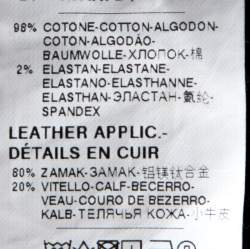 98% COTONE-COTTON-ALGODON-
COTON-ALGODÃO-
BAUMWOLLE-ХЛОПОК-棉
2% ELASTAN-ELASTANE-
ELASTANO-ELASTHANNE-
ELASTHAN-ЭЛАСТАН-氨纶-
SPANDEX
LEATHER APPLIC.-
DÉTAILS EN CUIR
80% ZAMAK-ЗАМАК-铝镁钛合金
20% VITELLO-CALF-BECERRO-
VEAU-COURO DE BEZERRO-
KALB-ТЕЛЯЧЬЯ КОЖА-小牛皮